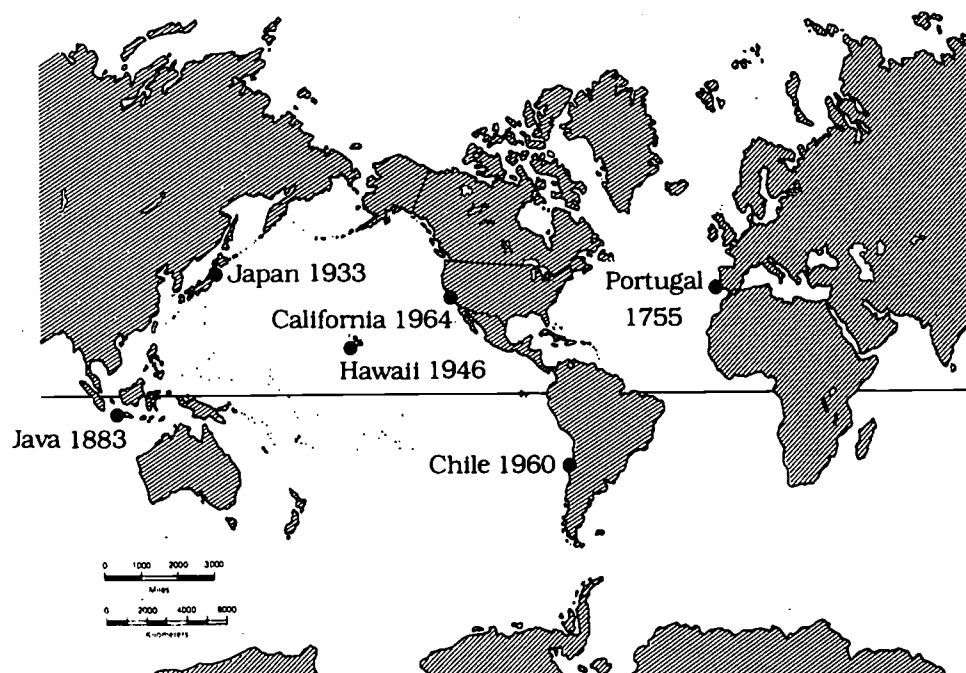 Japan 1933
Portugal
1755
California 1964
Hawaii 1946
Java 1883
Chile 1960
0 1000 2000 3000
Miles
0 2000 4000 6000
Kilometers